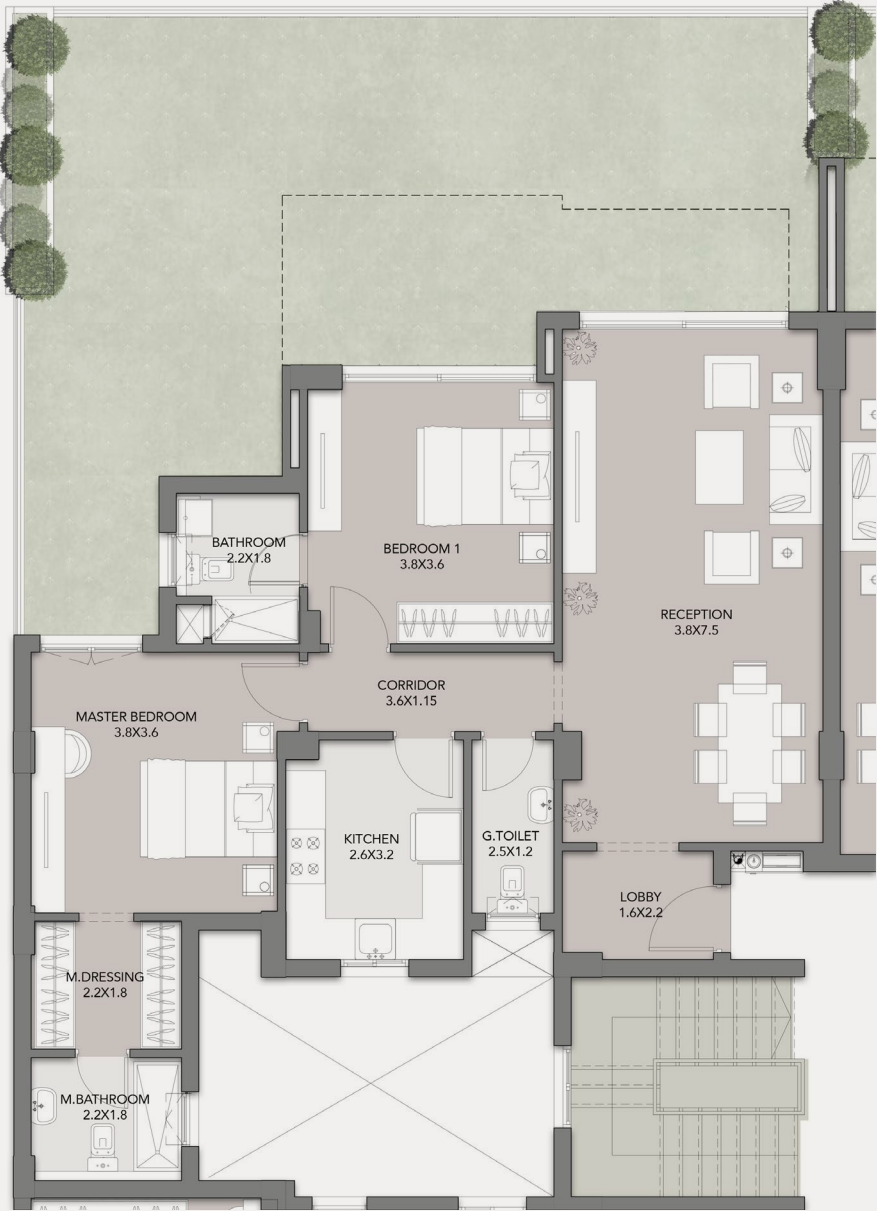 BATHROOM
2.2X1.8
BEDROOM 1
3.8X3.6
RECEPTION
3.8X7.5
CORRIDOR
3.6X1.15
MASTER BEDROOM
3.8X3.6
KITCHEN
2.6X3.2
G.TOILET
2.5X1.2
LOBBY
1.6X2.2
M.DRESSING
2.2X1.8
M.BATHROOM
2.2X1.8